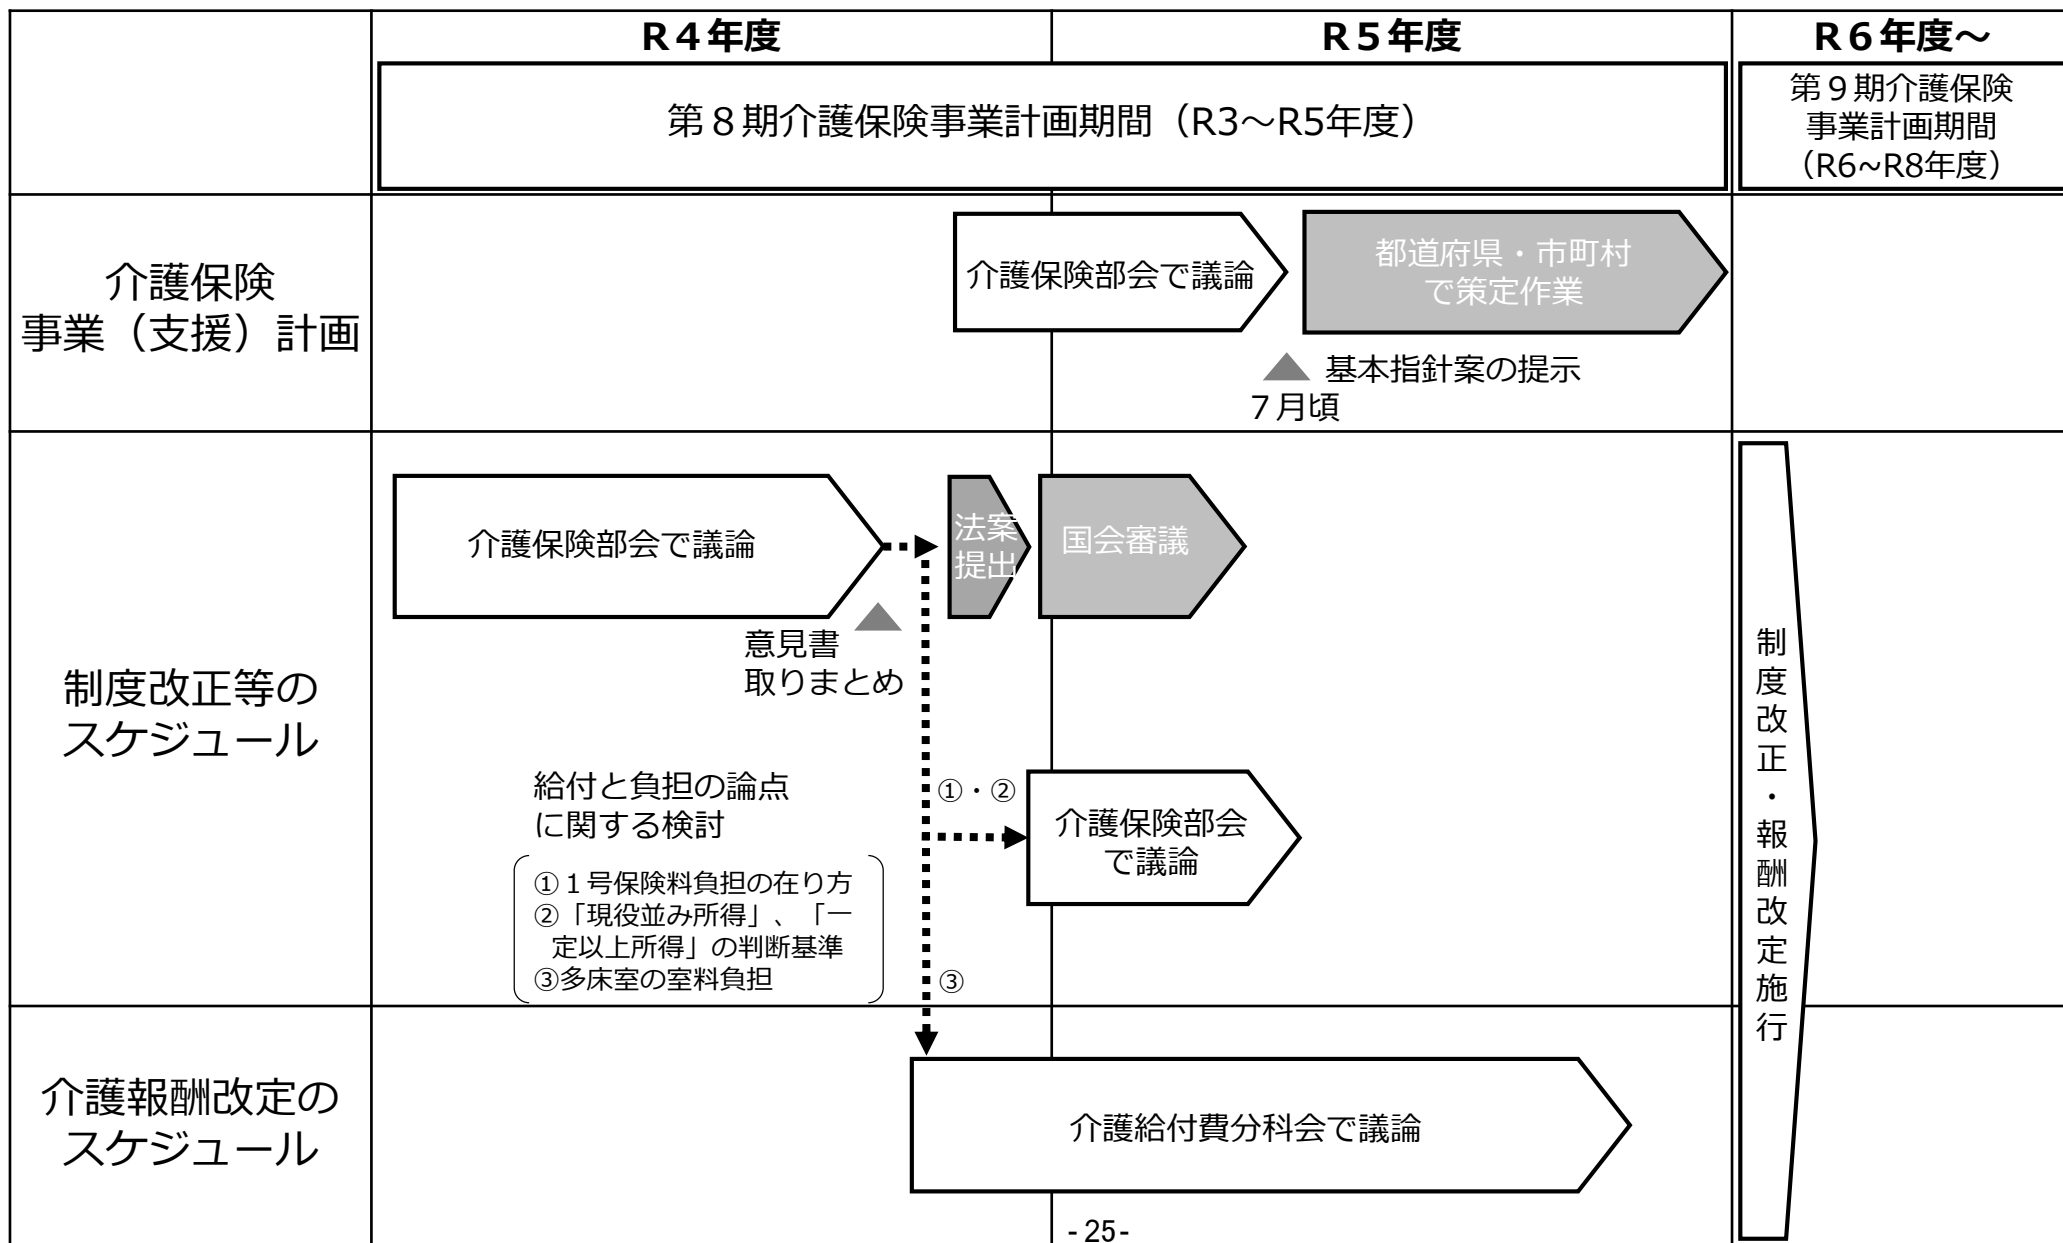 R４年度
R５年度
R６年度～
第８期介護保険事業計画期間（R3～R5年度）
第９期介護保険
事業計画期間
（R6~R8年度）
介護保険
事業（支援）計画
介護保険部会で議論
都道府県・市町村
で策定作業
基本指針案の提示
７月頃
制度改正等の
スケジュール
介護保険部会で議論
法案
提出
国会審議
意見書
取りまとめ
給付と負担の論点
に関する検討
①１号保険料負担の在り方
②「現役並み所得」、「一
定以上所得」の判断基準
③多床室の室料負担
①・②
介護保険部会
で議論
③
制度改正・報酬改定施行
介護報酬改定の
スケジュール
介護給付費分科会で議論
- 25-